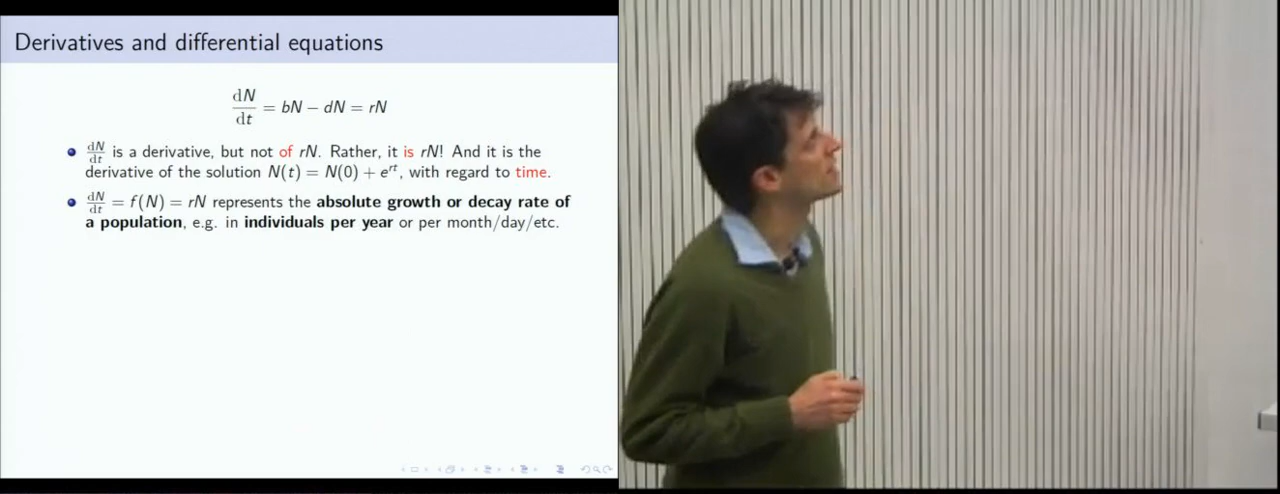 Derivatives and differential equations
dN/dt = bN − dN = rN
dN/dt is a derivative, but not of rN. Rather, it is rN! And it is the
derivative of the solution N(t) = N(0) + e^{rt}, with regard to time.
dN/dt = f(N) = rN represents the absolute growth or decay rate of
a population, e.g. in individuals per year or per month/day/etc.